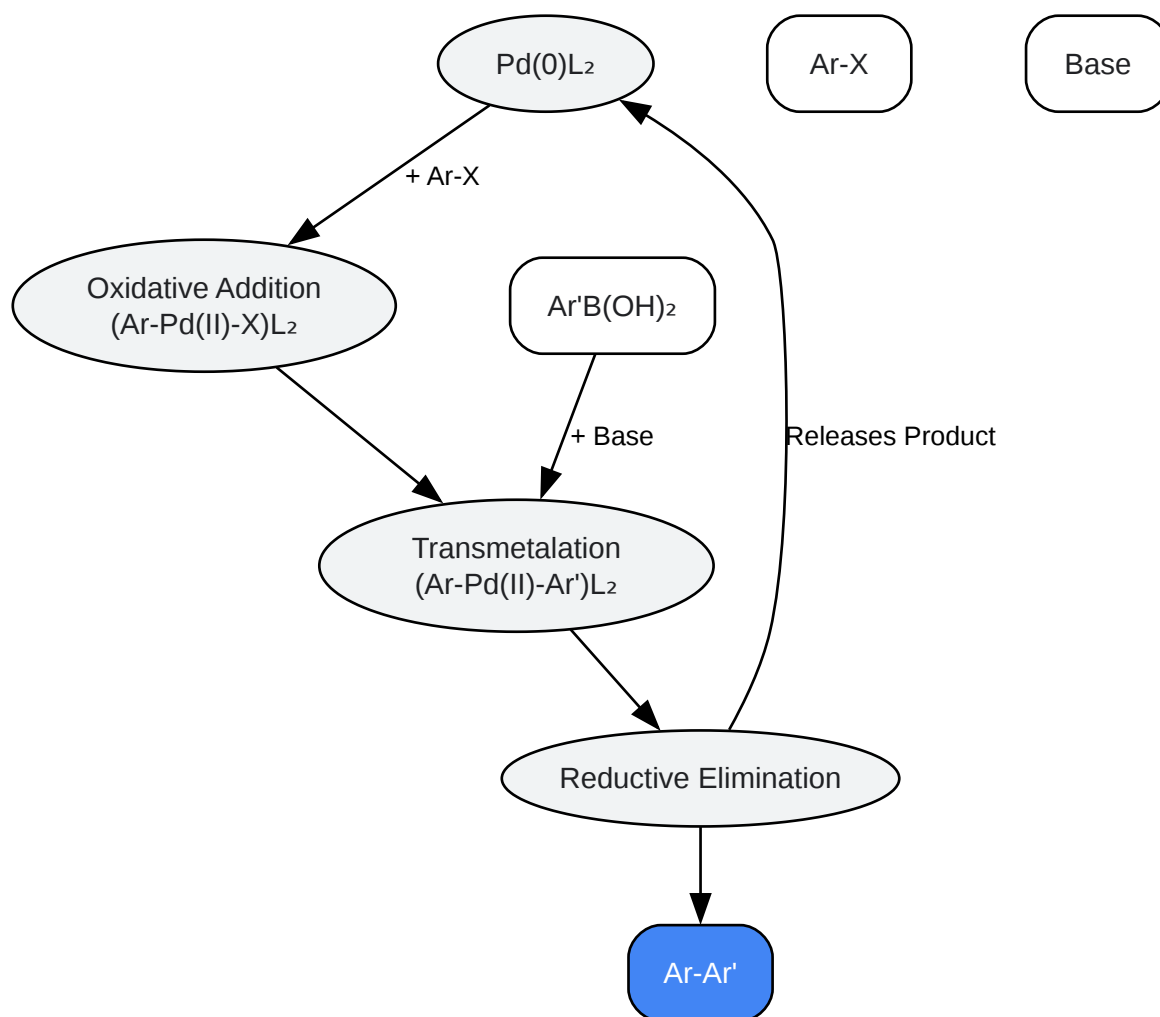 Pd(0)L₂
Ar-X
Base
+ Ar-X
Oxidative Addition
(Ar-Pd(II)-X)L₂
Ar'B(OH)₂
+ Base
Releases Product
Transmetalation
(Ar-Pd(II)-Ar')L₂
Reductive Elimination
Ar-Ar'